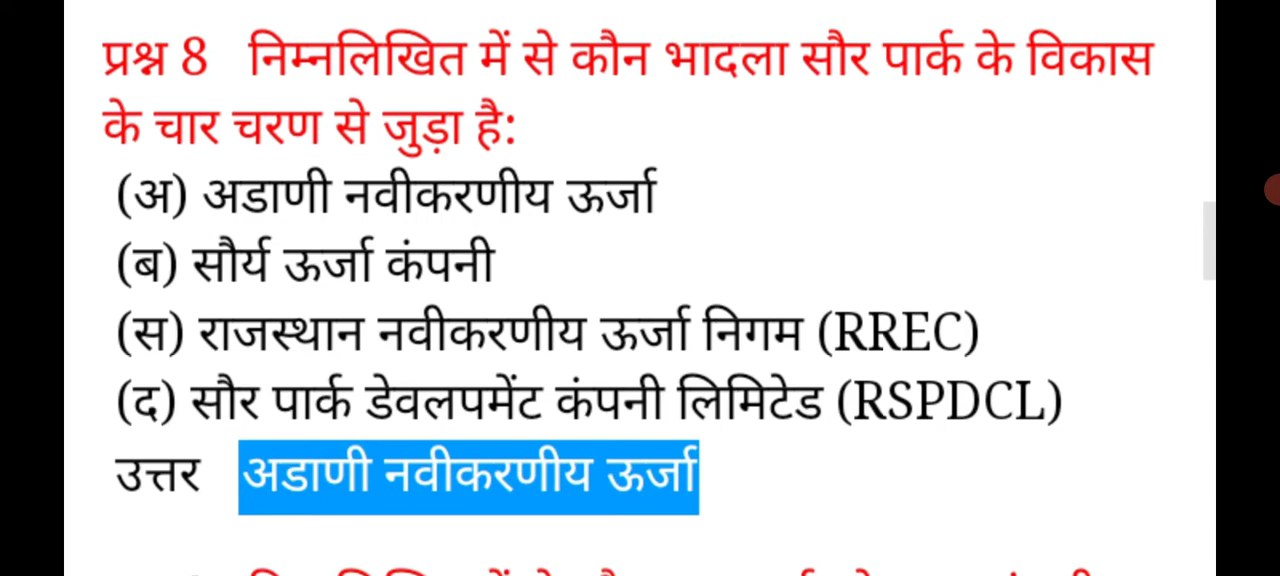 प्रश्न 8 निम्नलिखित में से कौन भादला सौर पार्क के विकास
के चार चरण से जुड़ा है:
(अ) अडाणी नवीकरणीय ऊर्जा
(ब) सौर्य ऊर्जा कंपनी
(स) राजस्थान नवीकरणीय ऊर्जा निगम (RREC)
(द) सौर पार्क डेवलपमेंट कंपनी लिमिटेड (RSPDCL)
उत्तर अडाणी नवीकरणीय ऊर्जा